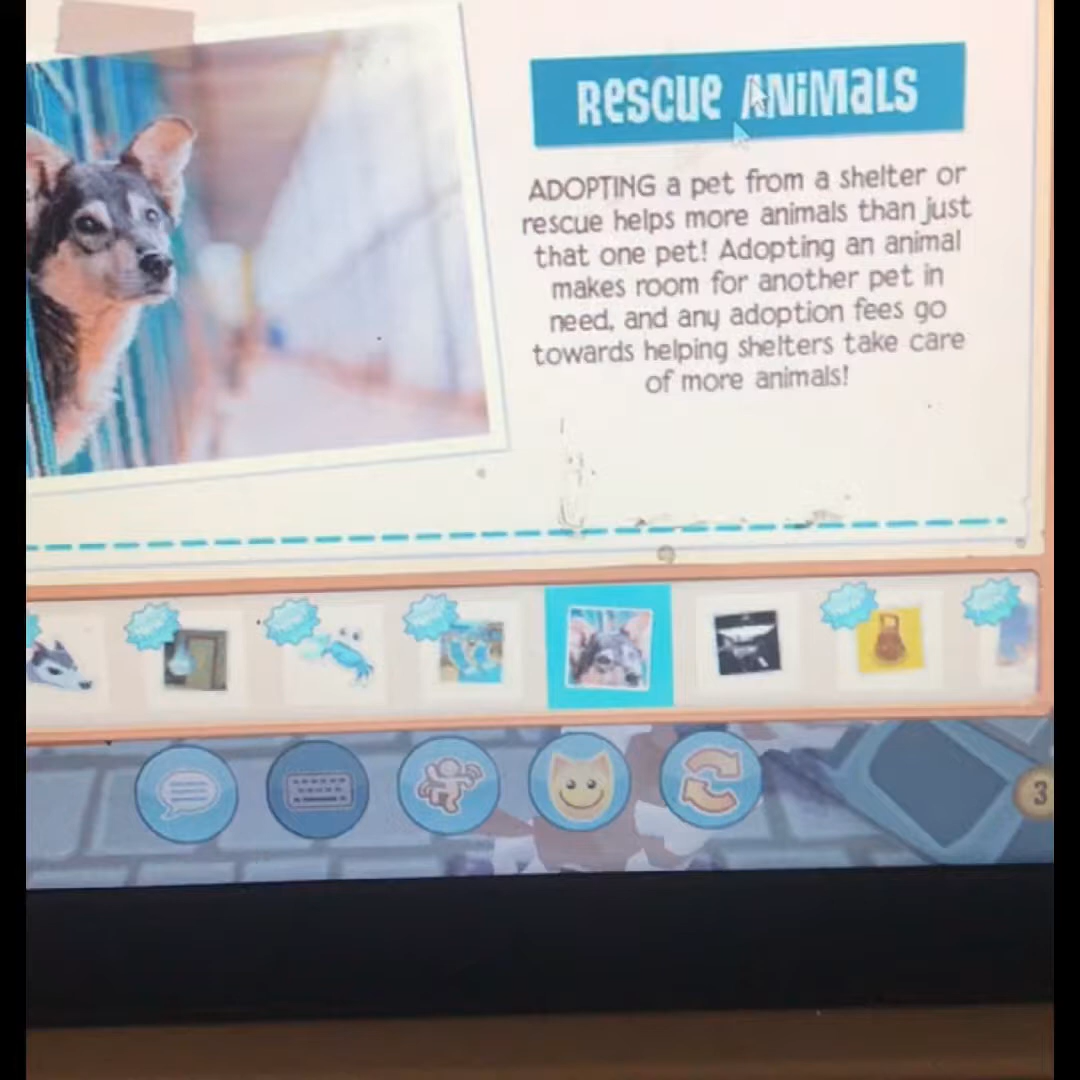 Rescue Animals
ADOPTING a pet from a shelter or
rescue helps more animals than just
that one pet! Adopting an animal
makes room for another pet in
need, and any adoption fees go
towards helping shelters take care
of more animals!
3